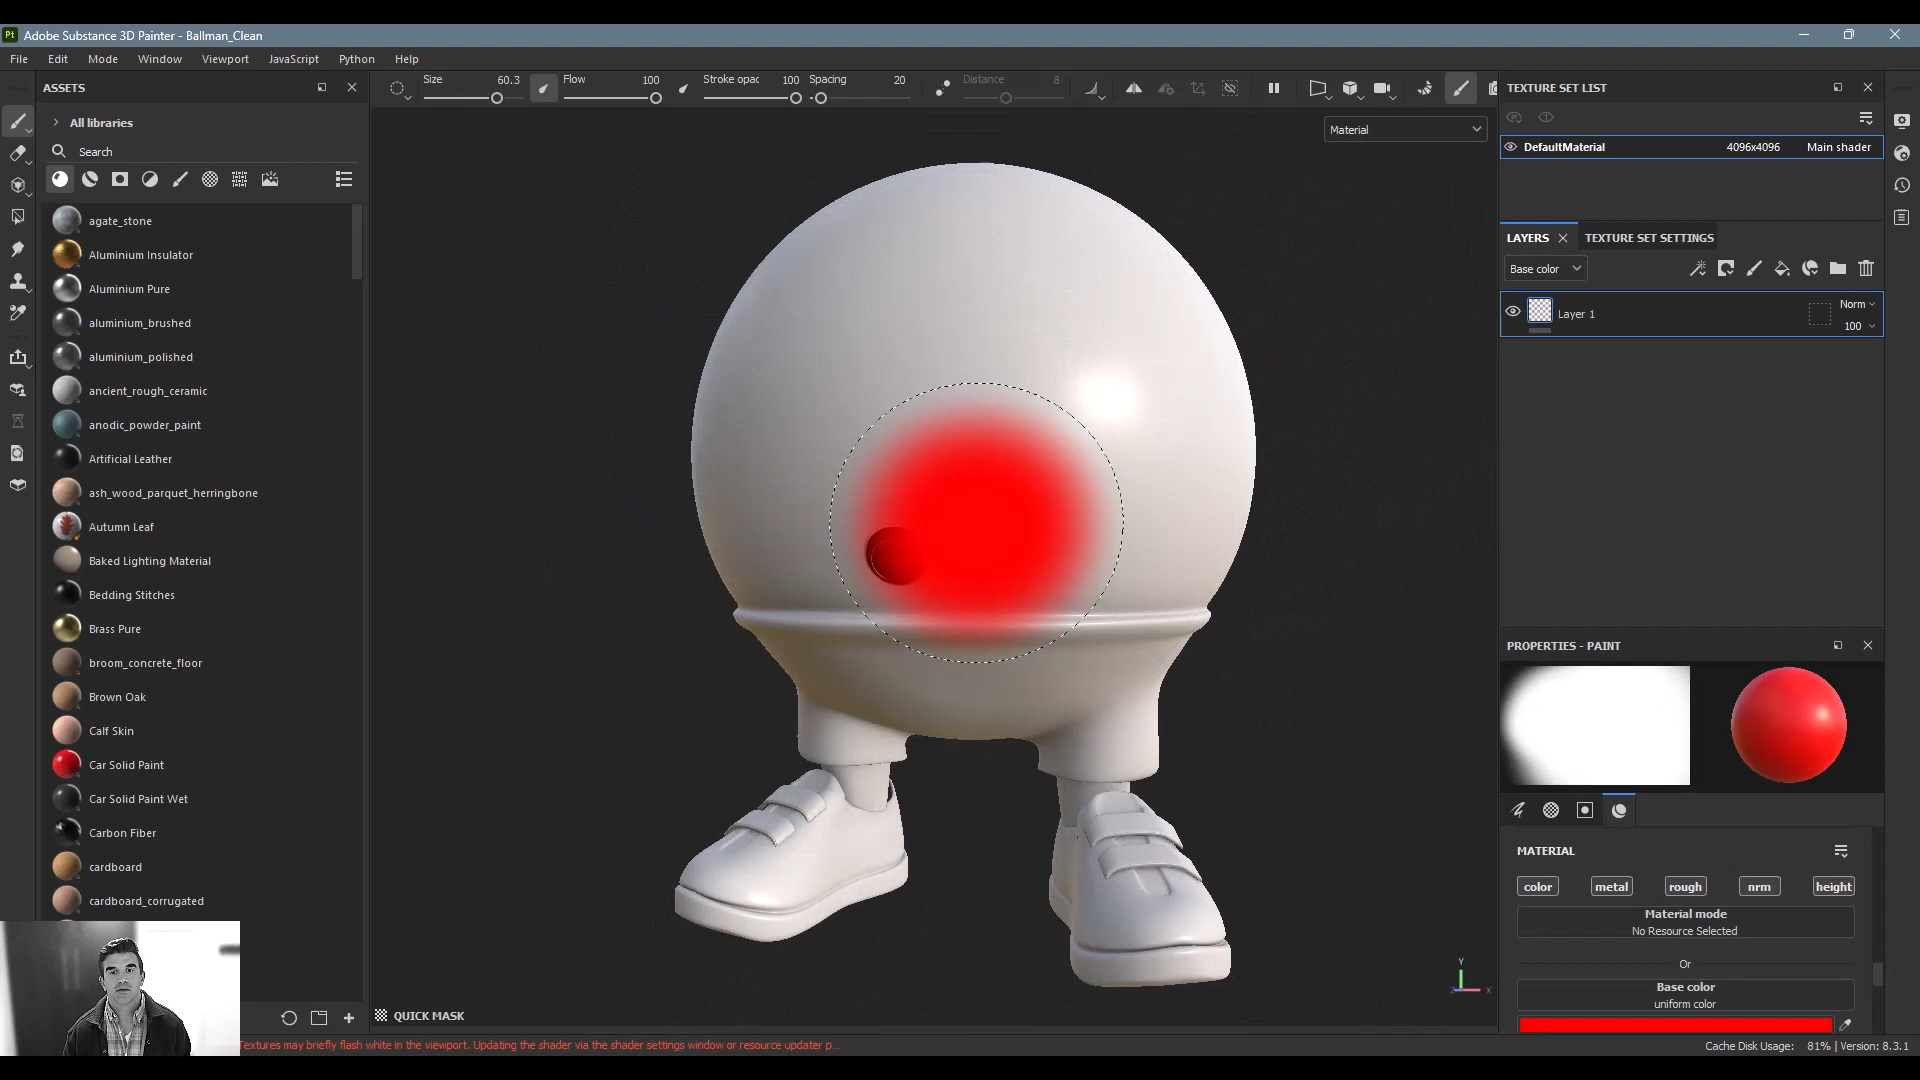 Pt Adobe Substance 3D Painter - Ballman_Clean
File Edit Mode Window Viewport JavaScript Python Help
ASSETS
Size 60.3 Flow 100 Stroke opac 100 Spacing 20 Distance 8
TEXTURE SET LIST
All libraries
Search
Material
DefaultMaterial 4096x4096 Main shader
agate_stone
Aluminium Insulator
Aluminium Pure
aluminium_brushed
aluminium_polished
ancient_rough_ceramic
anodic_powder_paint
Artificial Leather
ash_wood_parquet_herringbone
Autumn Leaf
Baked Lighting Material
Bedding Stitches
Brass Pure
broom_concrete_floor
Brown Oak
Calf Skin
Car Solid Paint
Car Solid Paint Wet
Carbon Fiber
cardboard
cardboard_corrugated
LAYERS TEXTURE SET SETTINGS
Base color
Layer 1
Norm
100
PROPERTIES - PAINT
MATERIAL
color metal rough nrm height
Material mode
No Resource Selected
Or
Base color
uniform color
Y
Z X
QUICK MASK
Textures may briefly flash white in the viewport. Updating the shader via the shader settings window or resource updater p...
Cache Disk Usage: 81% | Version: 8.3.1